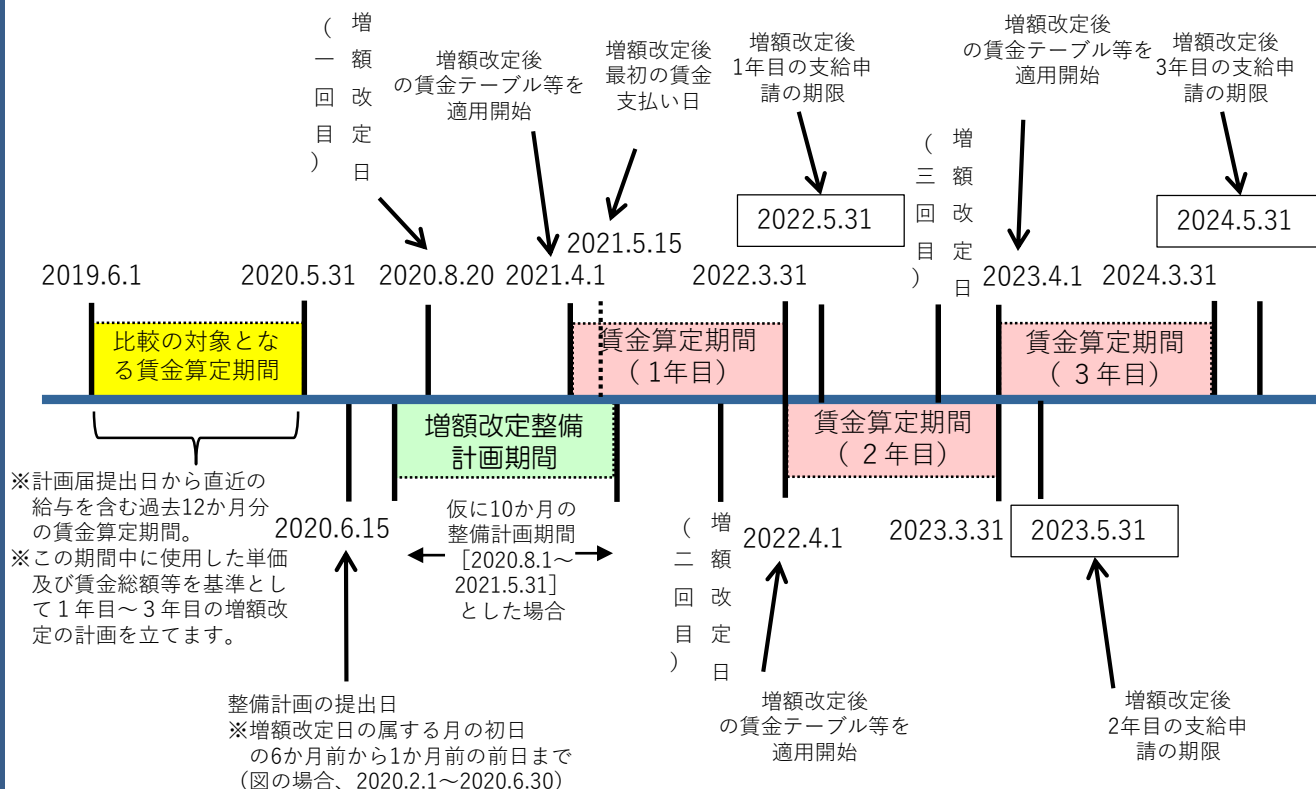 増額改定日
(一回目)
増額改定後
の賃金テーブル等を
適用開始
増額改定後
最初の賃金
支払い日
増額改定後
1年目の支給申
請の期限
増額改定日
(三回目)
増額改定後
の賃金テーブル等を
適用開始
増額改定後
3年目の支給申
請の期限
2022.5.31
2024.5.31
2021.5.15
2019.6.1
2020.5.31
2020.8.20
2021.4.1
2022.3.31
2023.4.1
2024.3.31
比較の対象とな
る賃金算定期間
賃金算定期間
(1年目)
賃金算定期間
(3年目)
増額改定整備
計画期間
賃金算定期間
(2年目)
※計画届提出日から直近の
給与を含む過去12か月分
の賃金算定期間。
※この期間中に使用した単価
及び賃金総額等を基準とし
て1年目~3年目の増額改
定の計画を立てます。
2020.6.15
仮に10か月の
整備計画期間
[2020.8.1~
2021.5.31]
とした場合
増額改定日
(二回目)
2022.4.1
2023.3.31
2023.5.31
整備計画の提出日
※増額改定日の属する月の初日
の6か月前から1か月前の前日まで
(図の場合、2020.2.1~2020.6.30)
増額改定後
の賃金テーブル等を
適用開始
増額改定後
2年目の支給申
請の期限